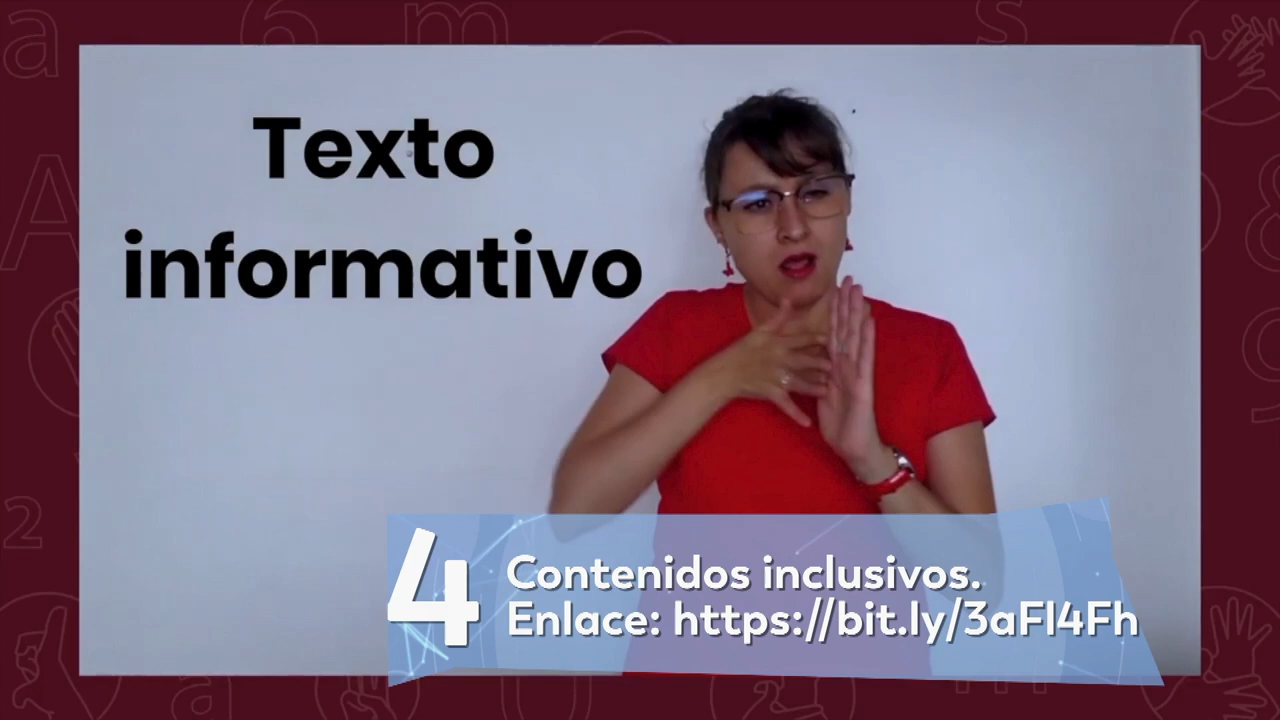 Texto
informativo
4
Contenidos inclusivos.
Enlace: https://bit.ly/3aFl4Fh